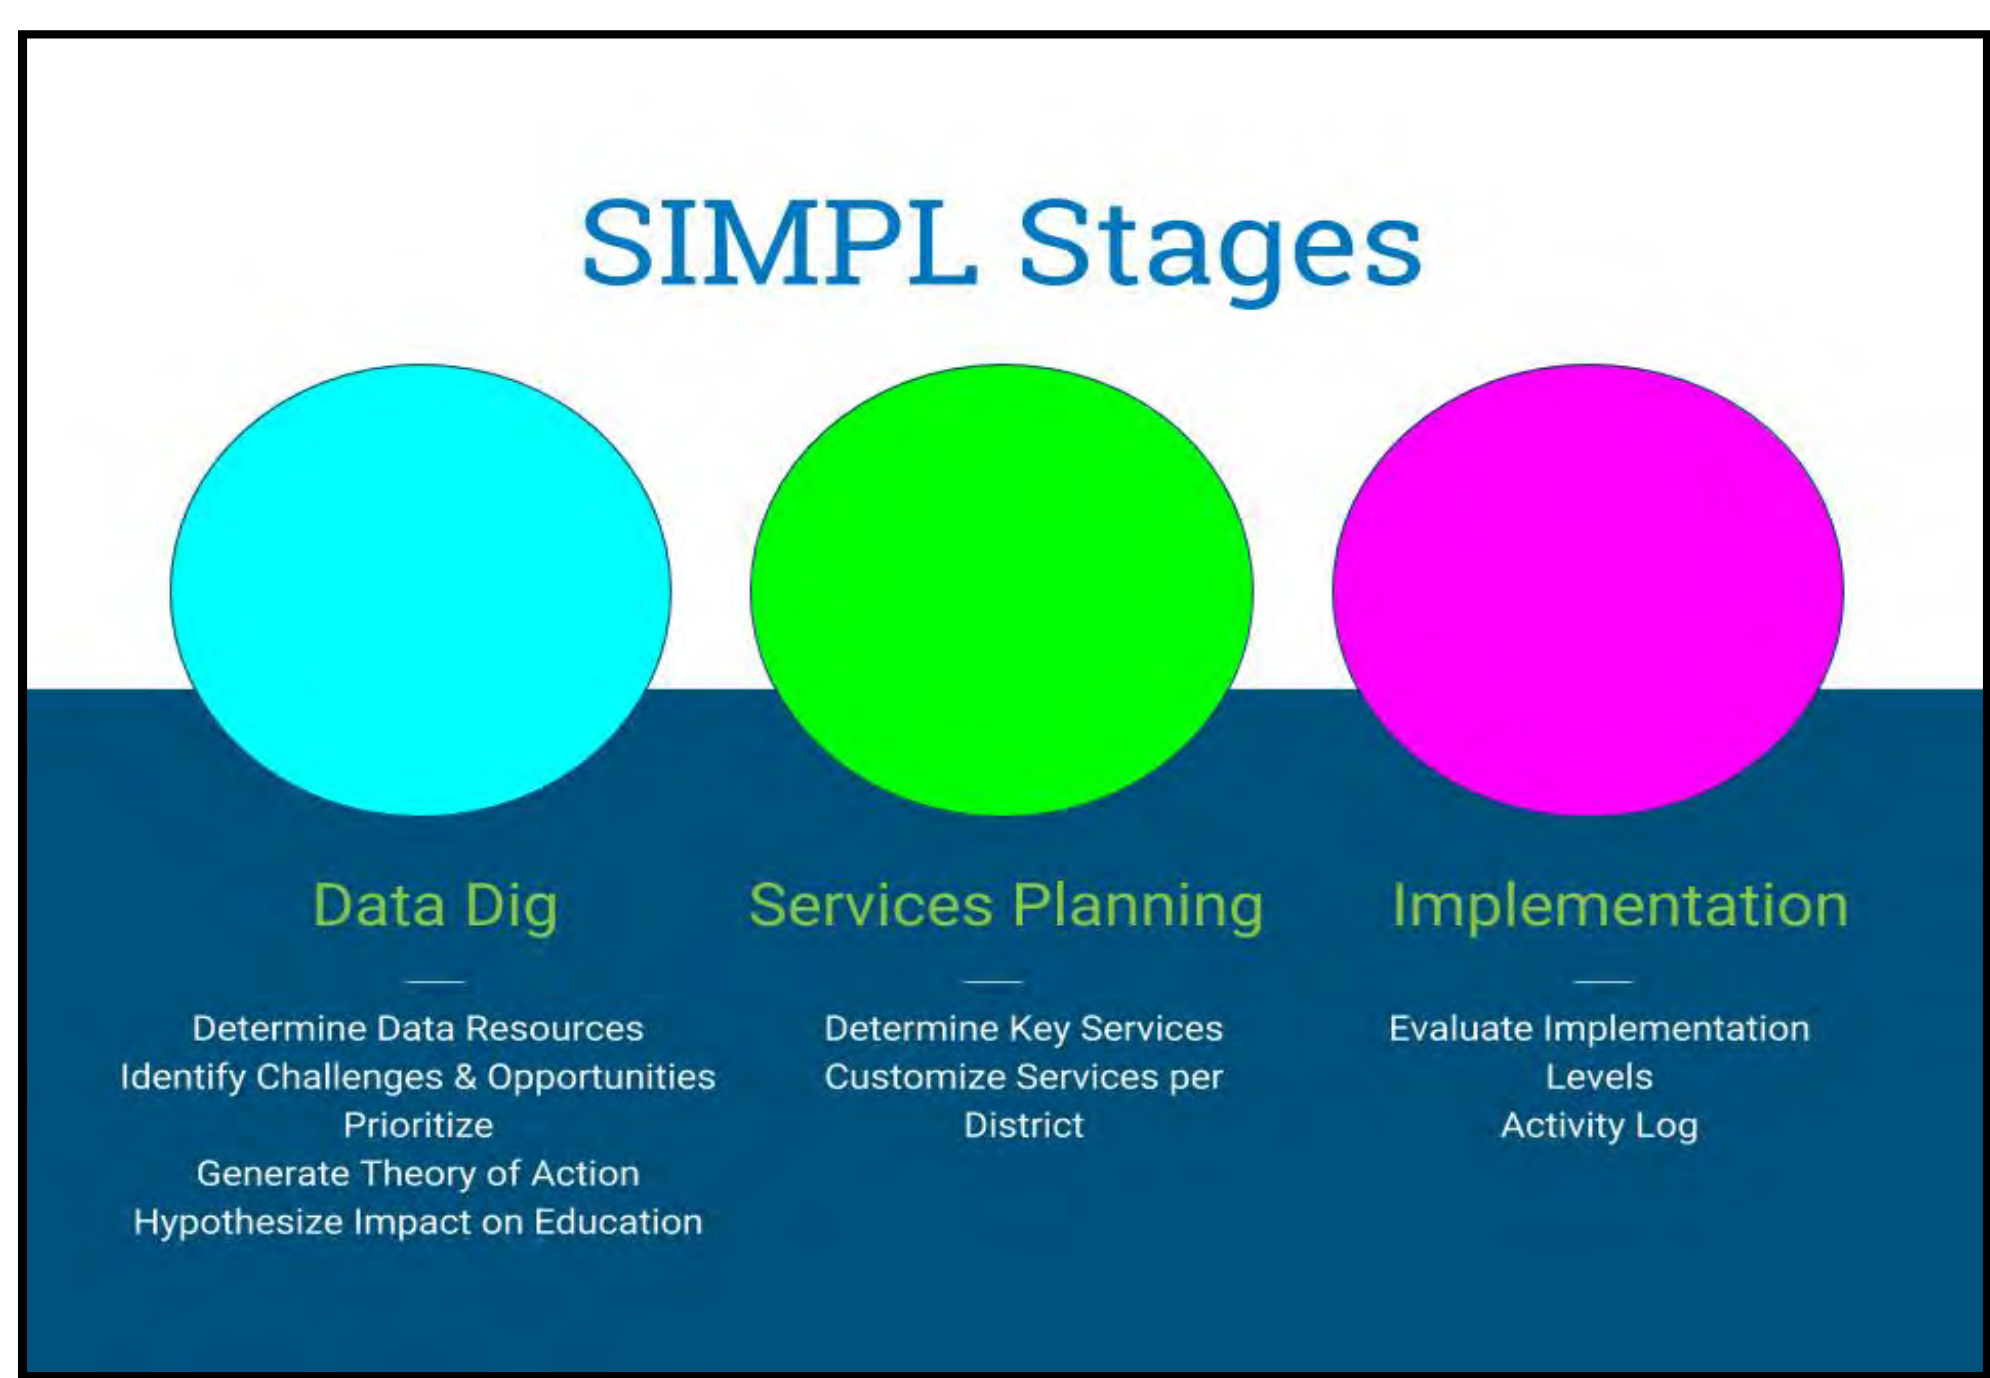 SIMPL Stages
Data Dig
Determine Data Resources
Identify Challenges & Opportunities
Prioritize
Generate Theory of Action
Hypothesize Impact on Education
Services Planning
Determine Key Services
Customize Services per
District
Implementation
Evaluate Implementation
Levels
Activity Log